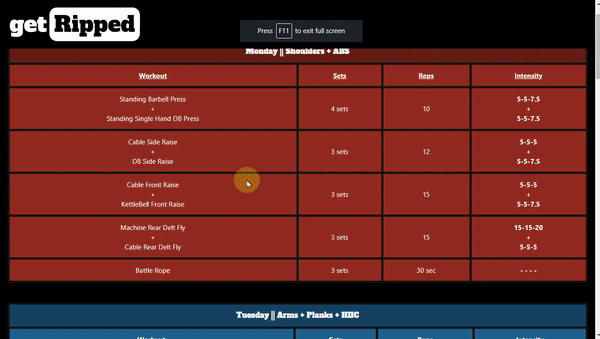 get Ripped
Press F11 to exit full screen
Monday || Shoulders + ABS
Workout Sets Reps Intensity
Standing Barbell Press
+
Standing Single Hand DB Press
4 sets
10
5-5-7.5
+
5-5-7.5
Cable Side Raise
+
DB Side Raise
3 sets
12
5-5-5
+
5-5-7.5
Cable Front Raise
+
KettleBell Front Raise
3 sets
15
5-5-5
+
5-5-7.5
Machine Rear Delt Fly
+
Cable Rear Delt Fly
3 sets
15
15-15-20
+
5-5-5
Battle Rope 3 sets 30 sec - - - -
Tuesday || Arms + Planks + HIIC
Workout Sets Reps Intensity